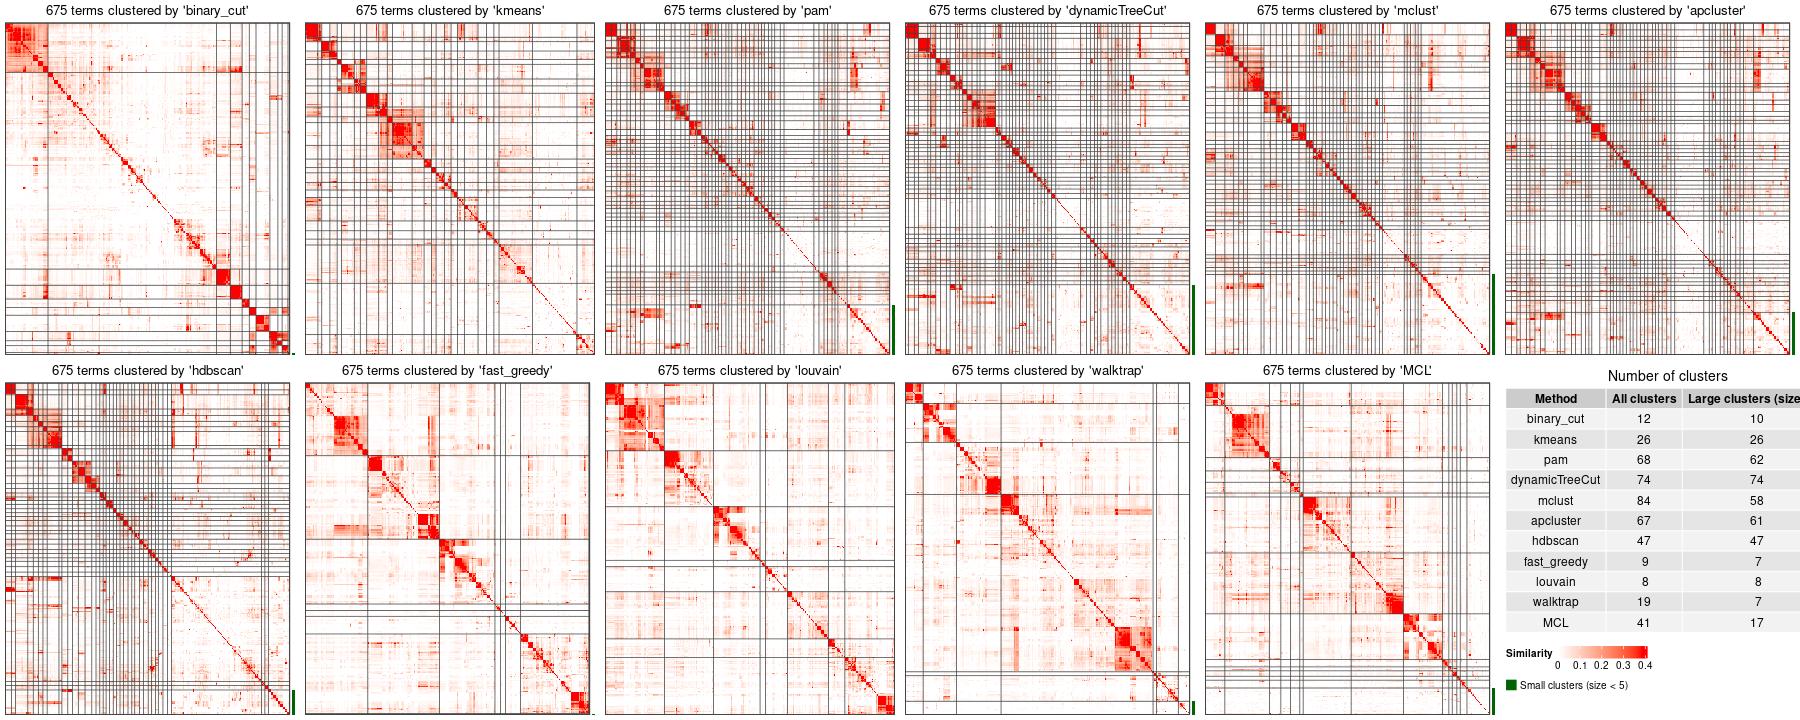 675 terms clustered by 'binary_cut'
675 terms clustered by 'kmeans'
675 terms clustered by 'pam'
675 terms clustered by 'dynamicTreeCut'
675 terms clustered by 'mclust'
675 terms clustered by 'apcluster'
675 terms clustered by 'hdbscan'
675 terms clustered by 'fast_greedy'
675 terms clustered by 'louvain'
675 terms clustered by 'walktrap'
675 terms clustered by 'MCL'
Number of clusters
Method All clusters Large clusters (size
binary_cut 12 10
kmeans 26 26
pam 68 62
dynamicTreeCut 74 74
mclust 84 58
apcluster 67 61
hdbscan 47 47
fast_greedy 9 7
louvain 8 8
walktrap 19 7
MCL 41 17
Similarity
0 0.1 0.2 0.3 0.4
Small clusters (size < 5)